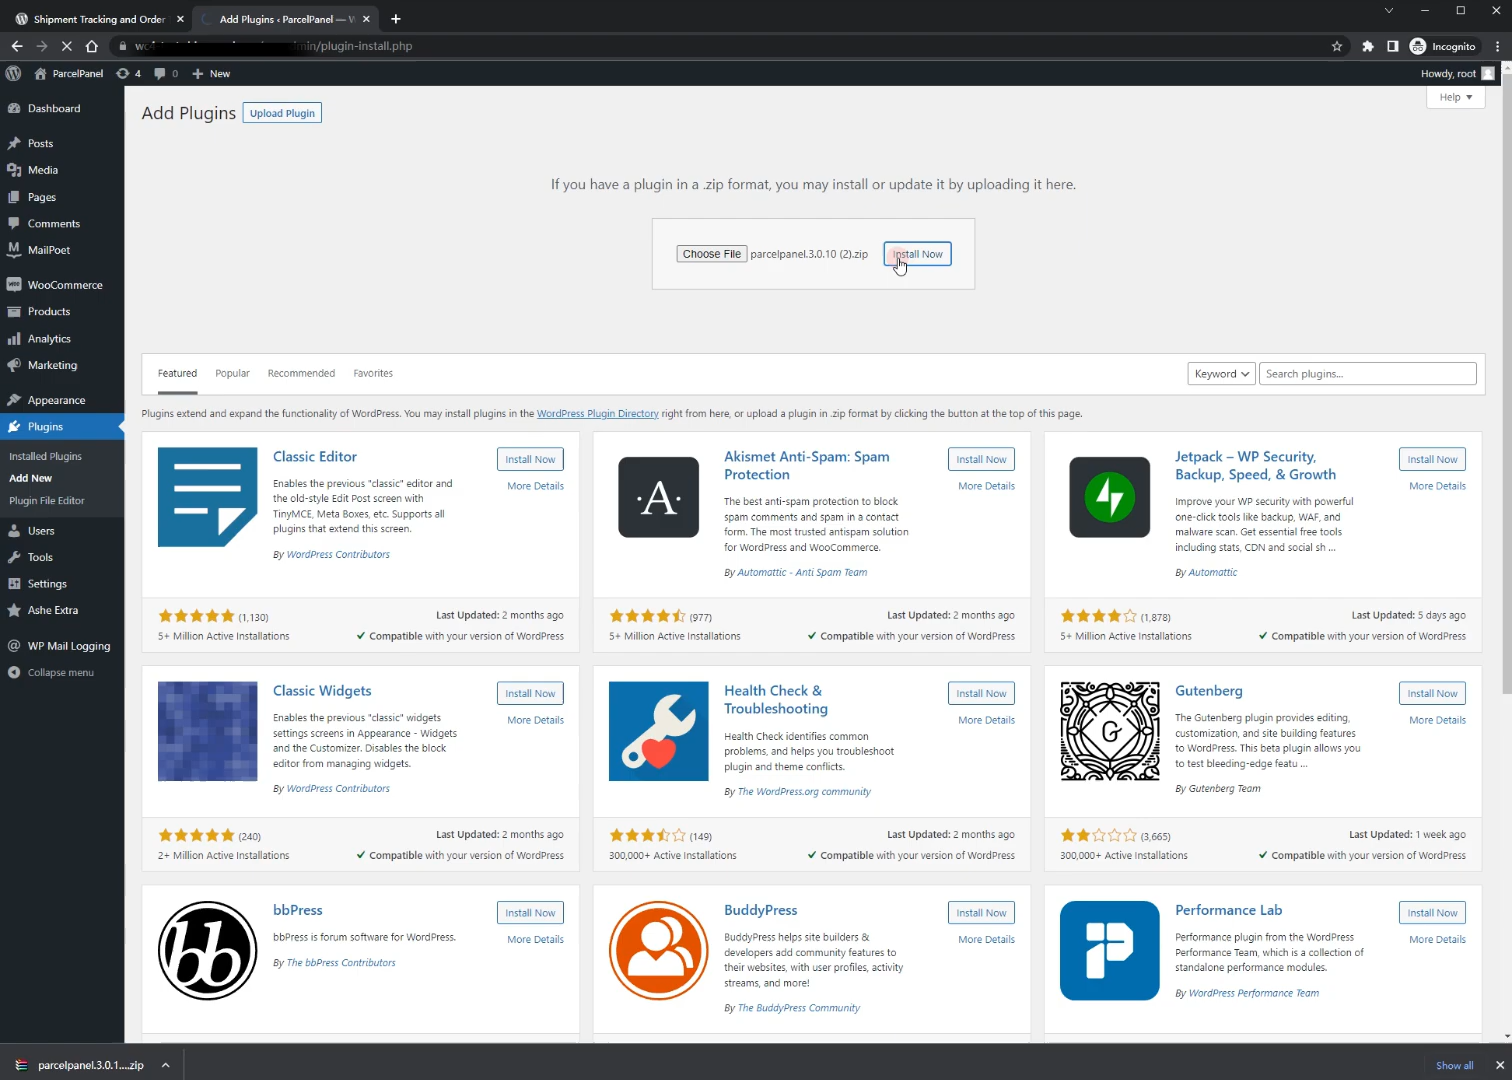 Shipment Tracking and Order
Add Plugins ‹ ParcelPanel — W
min/plugin-install.php
Incognito
ParcelPanel
4
0
New
Howdy, root
Dashboard
Posts
Media
Pages
Comments
MailPoet
WooCommerce
Products
Analytics
Marketing
Appearance
Plugins
Installed Plugins
Add New
Plugin File Editor
Users
Tools
Settings
Ashe Extra
WP Mail Logging
Collapse menu
Help
Add Plugins
Upload Plugin
If you have a plugin in a .zip format, you may install or update it by uploading it here.
Choose File parcelpanel.3.0.10 (2).zip
Install Now
Featured Popular Recommended Favorites
Keyword
Search plugins...
Plugins extend and expand the functionality of WordPress. You may install plugins in the WordPress Plugin Directory right from here, or upload a plugin in .zip format by clicking the button at the top of this page.
Classic Editor
Install Now
More Details
Enables the previous "classic" editor and
the old-style Edit Post screen with
TinyMCE, Meta Boxes, etc. Supports all
plugins that extend this screen.
By WordPress Contributors
(1,130)
5+ Million Active Installations
Last Updated: 2 months ago
Compatible with your version of WordPress
·A·
Akismet Anti-Spam: Spam
Protection
Install Now
More Details
The best anti-spam protection to block
spam comments and spam in a contact
form. The most trusted antispam solution
for WordPress and WooCommerce.
By Automattic - Anti Spam Team
(977)
5+ Million Active Installations
Last Updated: 2 months ago
Compatible with your version of WordPress
Jetpack – WP Security,
Backup, Speed, & Growth
Install Now
More Details
Improve your WP security with powerful
one-click tools like backup, WAF, and
malware scan. Get essential free tools
including stats, CDN and social sh ...
By Automattic
(1,878)
5+ Million Active Installations
Last Updated: 5 days ago
Compatible with your version of WordPress
Classic Widgets
Install Now
More Details
Enables the previous "classic" widgets
settings screens in Appearance - Widgets
and the Customizer. Disables the block
editor from managing widgets.
By WordPress Contributors
(240)
2+ Million Active Installations
Last Updated: 2 months ago
Compatible with your version of WordPress
Health Check &
Troubleshooting
Install Now
More Details
Health Check identifies common
problems, and helps you troubleshoot
plugin and theme conflicts.
By The WordPress.org community
(149)
300,000+ Active Installations
Last Updated: 2 months ago
Compatible with your version of WordPress
G
Gutenberg
Install Now
More Details
The Gutenberg plugin provides editing,
customization, and site building features
to WordPress. This beta plugin allows you
to test bleeding-edge featu ...
By Gutenberg Team
(3,665)
300,000+ Active Installations
Last Updated: 1 week ago
Compatible with your version of WordPress
bb
bbPress
Install Now
More Details
bbPress is forum software for WordPress.
By The bbPress Contributors
BuddyPress
Install Now
More Details
BuddyPress helps site builders &
developers add community features to
their websites, with user profiles, activity
streams, and more!
By The BuddyPress Community
Performance Lab
Install Now
More Details
Performance plugin from the WordPress
Performance Team, which is a collection of
standalone performance modules.
By WordPress Performance Team
parcelpanel.3.0.1....zip
Show all